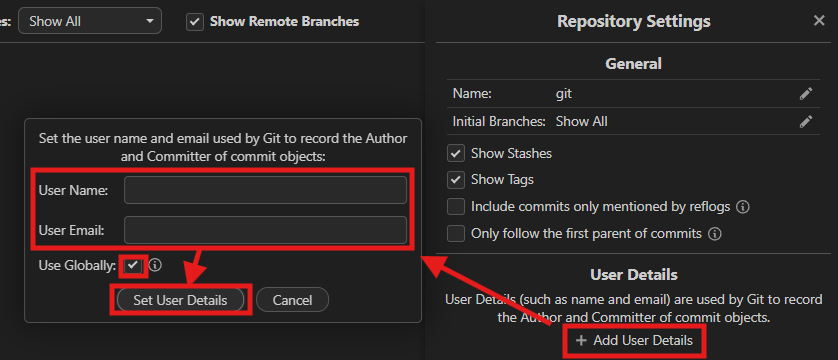 es: Show All
Show Remote Branches
Set the user name and email used by Git to record the Author
and Committer of commit objects:
User Name:
User Email:
Use Globally:
Set User Details
Cancel
Repository Settings
General
Name: git
Initial Branches: Show All
Show Stashes
Show Tags
Include commits only mentioned by reflogs
Only follow the first parent of commits
User Details
User Details (such as name and email) are used by Git to record
the Author and Committer of commit objects.
+ Add User Details